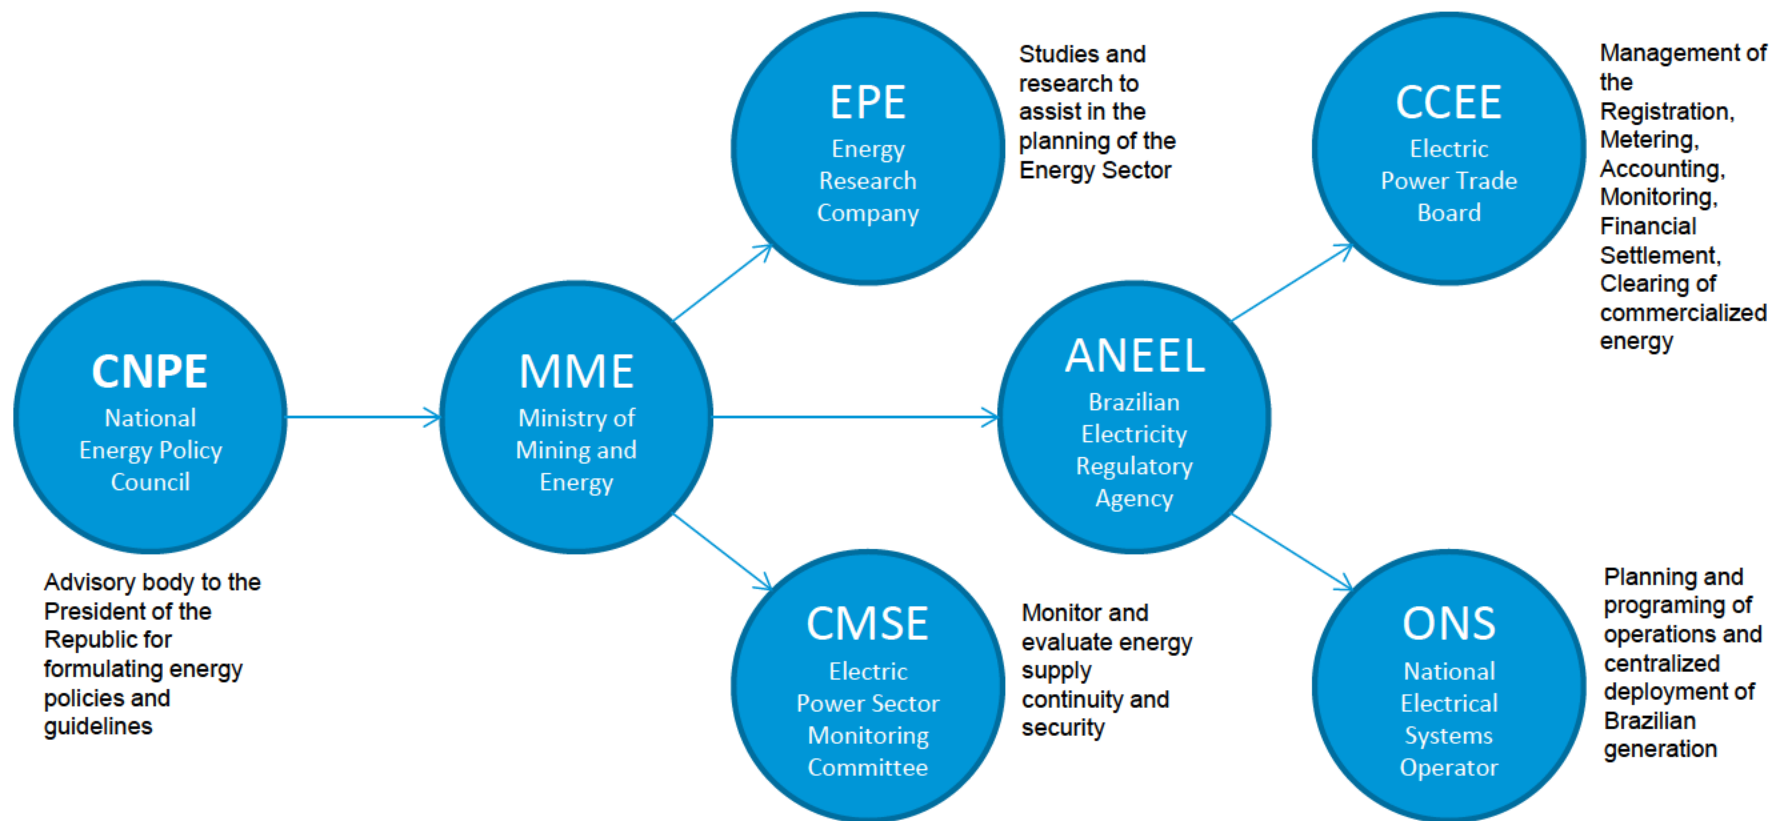 CNPE
National
Energy Policy
Council
Advisory body to the
President of the
Republic for
formulating energy
policies and
guidelines
MME
Ministry of
Mining and
Energy
EPE
Energy
Research
Company
Studies and
research to
assist in the
planning of the
Energy Sector
CMSE
Electric
Power Sector
Monitoring
Committee
Monitor and
evaluate energy
supply
continuity and
security
ANEEL
Brazilian
Electricity
Regulatory
Agency
CCEE
Electric
Power Trade
Board
Management of
the
Registration,
Metering,
Accounting,
Monitoring,
Financial
Settlement,
Clearing of
commercialized
energy
ONS
National
Electrical
Systems
Operator
Planning and
programing of
operations and
centralized
deployment of
Brazilian
generation